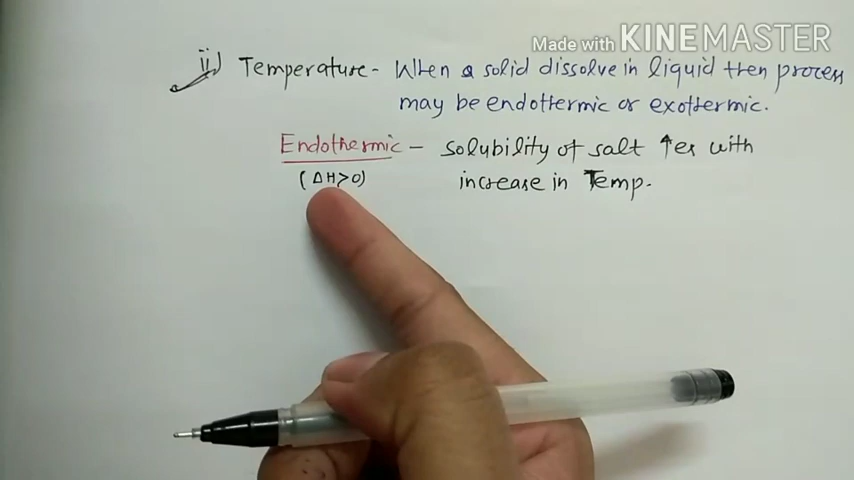 Made with KINEMASTER
ii) Temperature - When a solid dissolve in liquid then process
may be endothermic or exothermic.
Endothermic - solubility of salt ↑es with
(ΔH>0) increase in Temp.